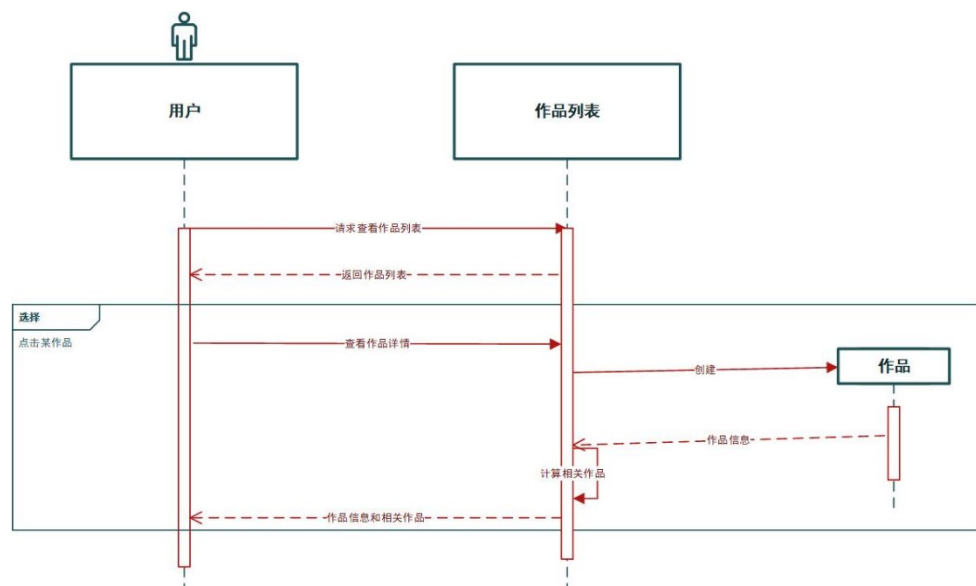 用户
作品列表
请求查看作品列表
返回作品列表
选择
点击某作品
查看作品详情
作品
创建
作品信息
计算相关作品
作品信息和相关作品